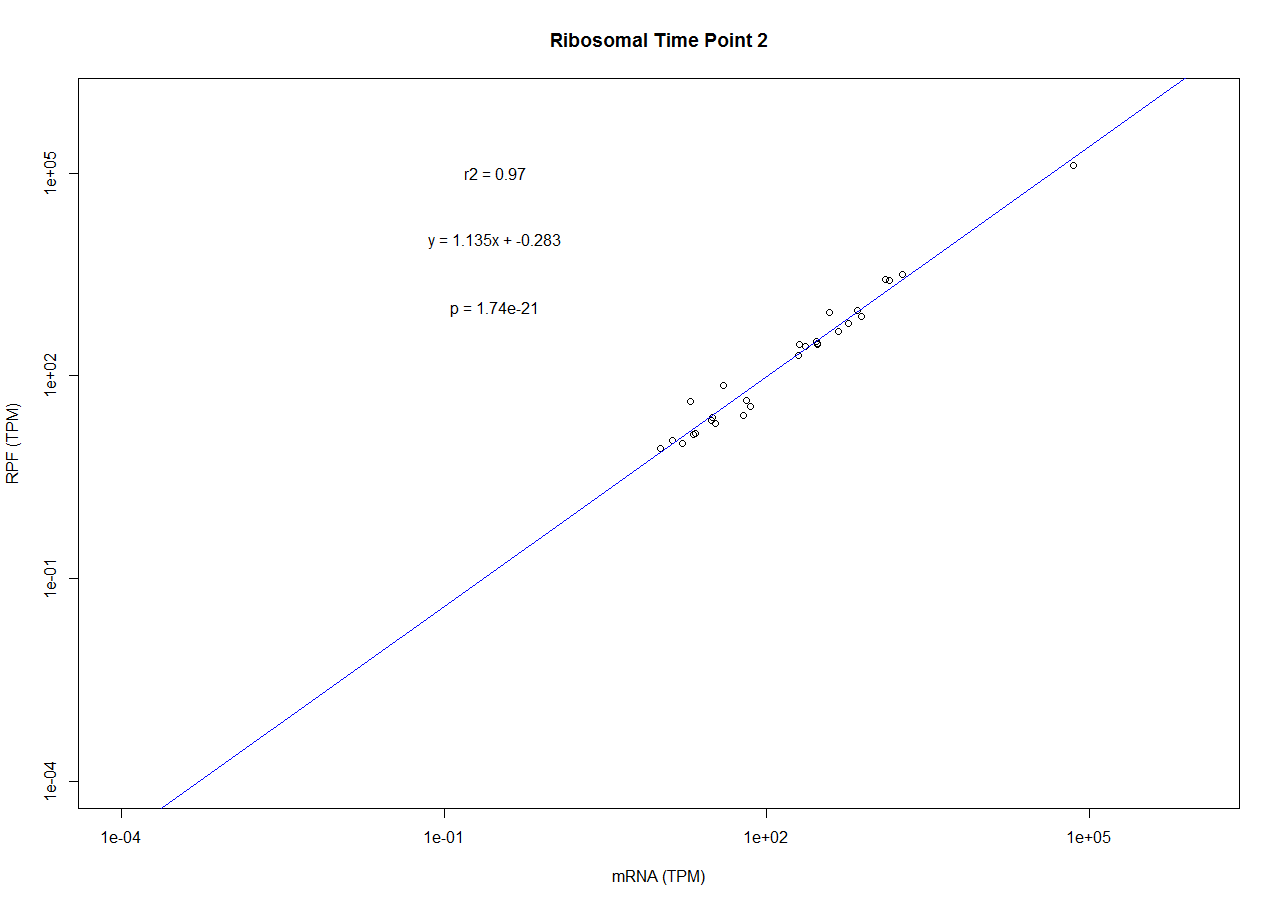 Ribosomal Time Point 2
r2 = 0.97
y = 1.135x + -0.283
p = 1.74e-21
RPF (TPM)
1e+05
1e+02
1e-01
1e-04
1e-04
1e-01
1e+02
1e+05
mRNA (TPM)